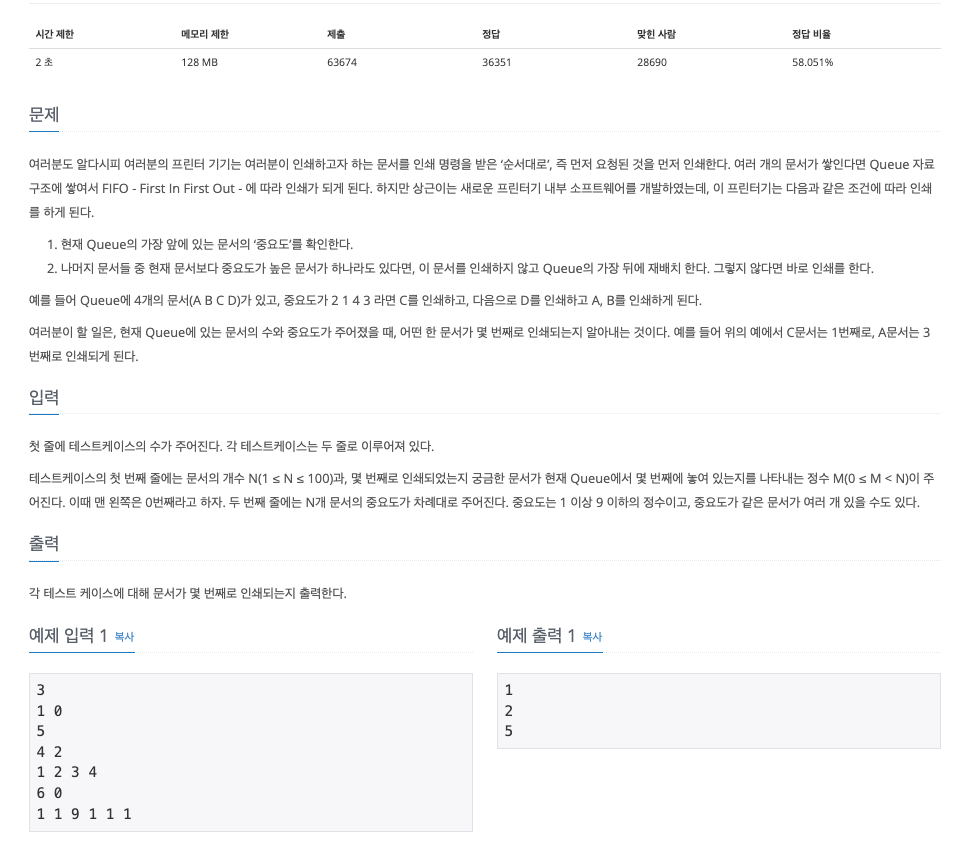 시간 제한 메모리 제한 제출 정답 맞힌 사람 정답 비율
2 초 128 MB 63674 36351 28690 58.051%
문제
여러분도 알다시피 여러분의 프린터 기기는 여러분이 인쇄하고자 하는 문서를 인쇄 명령을 받은 ‘순서대로’, 즉 먼저 요청된 것을 먼저 인쇄한다. 여러 개의 문서가 쌓인다면 Queue 자료
구조에 쌓여서 FIFO - First In First Out - 에 따라 인쇄가 되게 된다. 하지만 상근이는 새로운 프린터기 내부 소프트웨어를 개발하였는데, 이 프린터기는 다음과 같은 조건에 따라 인쇄
를 하게 된다.
1. 현재 Queue의 가장 앞에 있는 문서의 ‘중요도’를 확인한다.
2. 나머지 문서들 중 현재 문서보다 중요도가 높은 문서가 하나라도 있다면, 이 문서를 인쇄하지 않고 Queue의 가장 뒤에 재배치 한다. 그렇지 않다면 바로 인쇄를 한다.
예를 들어 Queue에 4개의 문서(A B C D)가 있고, 중요도가 2 1 4 3 라면 C를 인쇄하고, 다음으로 D를 인쇄하고 A, B를 인쇄하게 된다.
여러분이 할 일은, 현재 Queue에 있는 문서의 수와 중요도가 주어졌을 때, 어떤 한 문서가 몇 번째로 인쇄되는지 알아내는 것이다. 예를 들어 위의 예에서 C문서는 1번째로, A문서는 3
번째로 인쇄되게 된다.
입력
첫 줄에 테스트케이스의 수가 주어진다. 각 테스트케이스는 두 줄로 이루어져 있다.
테스트케이스의 첫 번째 줄에는 문서의 개수 N(1 ≤ N ≤ 100)과, 몇 번째로 인쇄되었는지 궁금한 문서가 현재 Queue에서 몇 번째에 놓여 있는지를 나타내는 정수 M(0 ≤ M < N)이 주
어진다. 이때 맨 왼쪽은 0번째라고 하자. 두 번째 줄에는 N개 문서의 중요도가 차례대로 주어진다. 중요도는 1 이상 9 이하의 정수이고, 중요도가 같은 문서가 여러 개 있을 수도 있다.
출력
각 테스트 케이스에 대해 문서가 몇 번째로 인쇄되는지 출력한다.
예제 입력 1 복사
3
1 0
5
4 2
1 2 3 4
6 0
1 1 9 1 1 1
예제 출력 1 복사
1
2
5